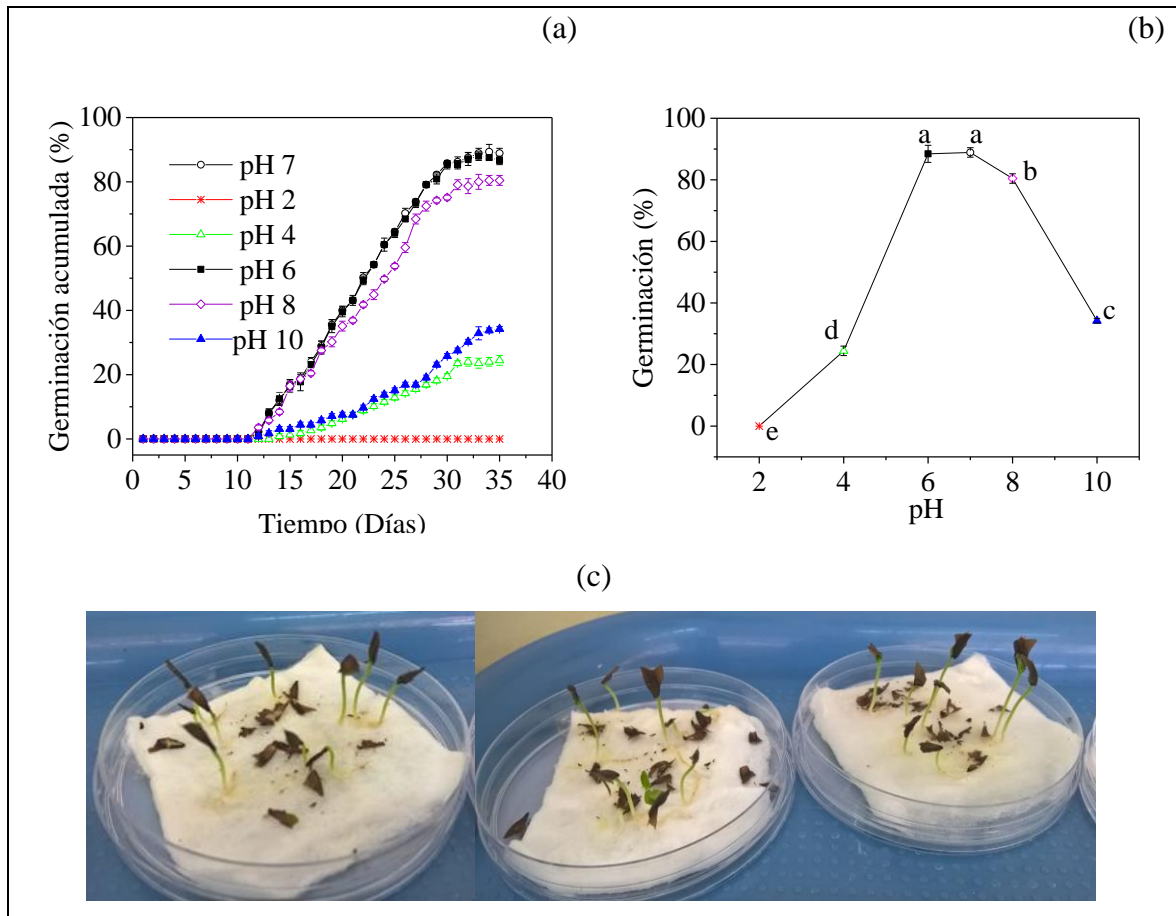 (a)
(b)
Germinación acumulada (%)
100
80
60
40
20
0
pH 7
pH 2
pH 4
pH 6
pH 8
pH 10
0 5 10 15 20 25 30 35 40
Tiempo (Días)
Germinación (%)
100
80
60
40
20
0
a a
b
c
d
e
2 4 6 8 10
pH
(c)